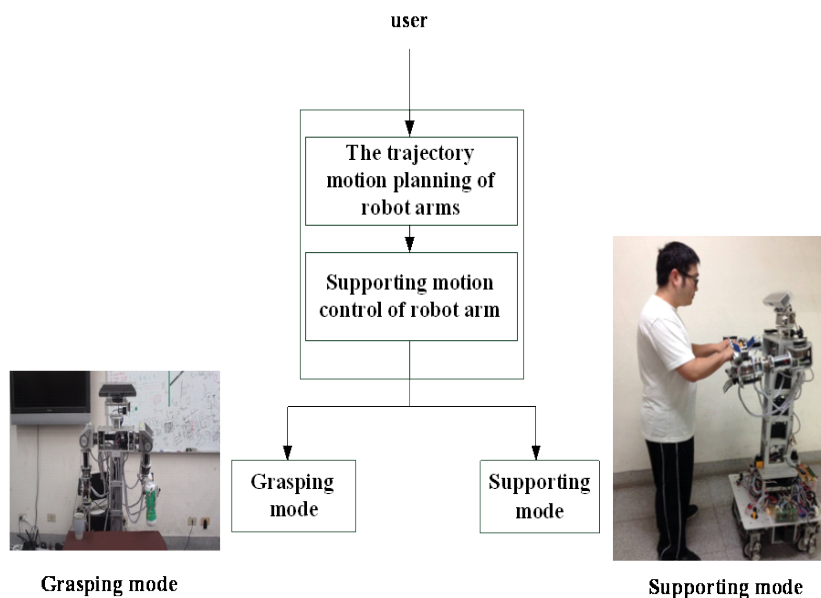 user
The trajectory
motion planning of
robot arms
Supporting motion
control of robot arm
Grasping
mode
Supporting
mode
Grasping mode
Supporting mode